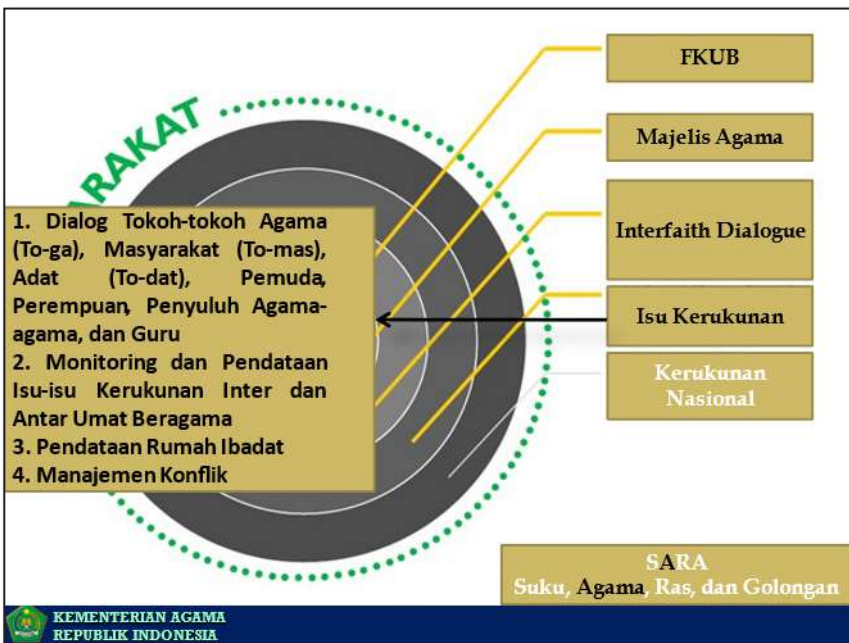 ARAKAT
FKUB
Majelis Agama
Interfaith Dialogue
Isu Kerukunan
Kerukunan
Nasional
1. Dialog Tokoh-tokoh Agama
(To-ga), Masyarakat (To-mas),
Adat (To-dat), Pemuda,
Perempuan, Penyuluh Agama-
agama, dan Guru
2. Monitoring dan Pendataan
Isu-isu Kerukunan Inter dan
Antar Umat Beragama
3. Pendataan Rumah Ibadat
4. Manajemen Konflik
SARA
Suku, Agama, Ras, dan Golongan
KEMENTERIAN AGAMA
REPUBLIK INDONESIA